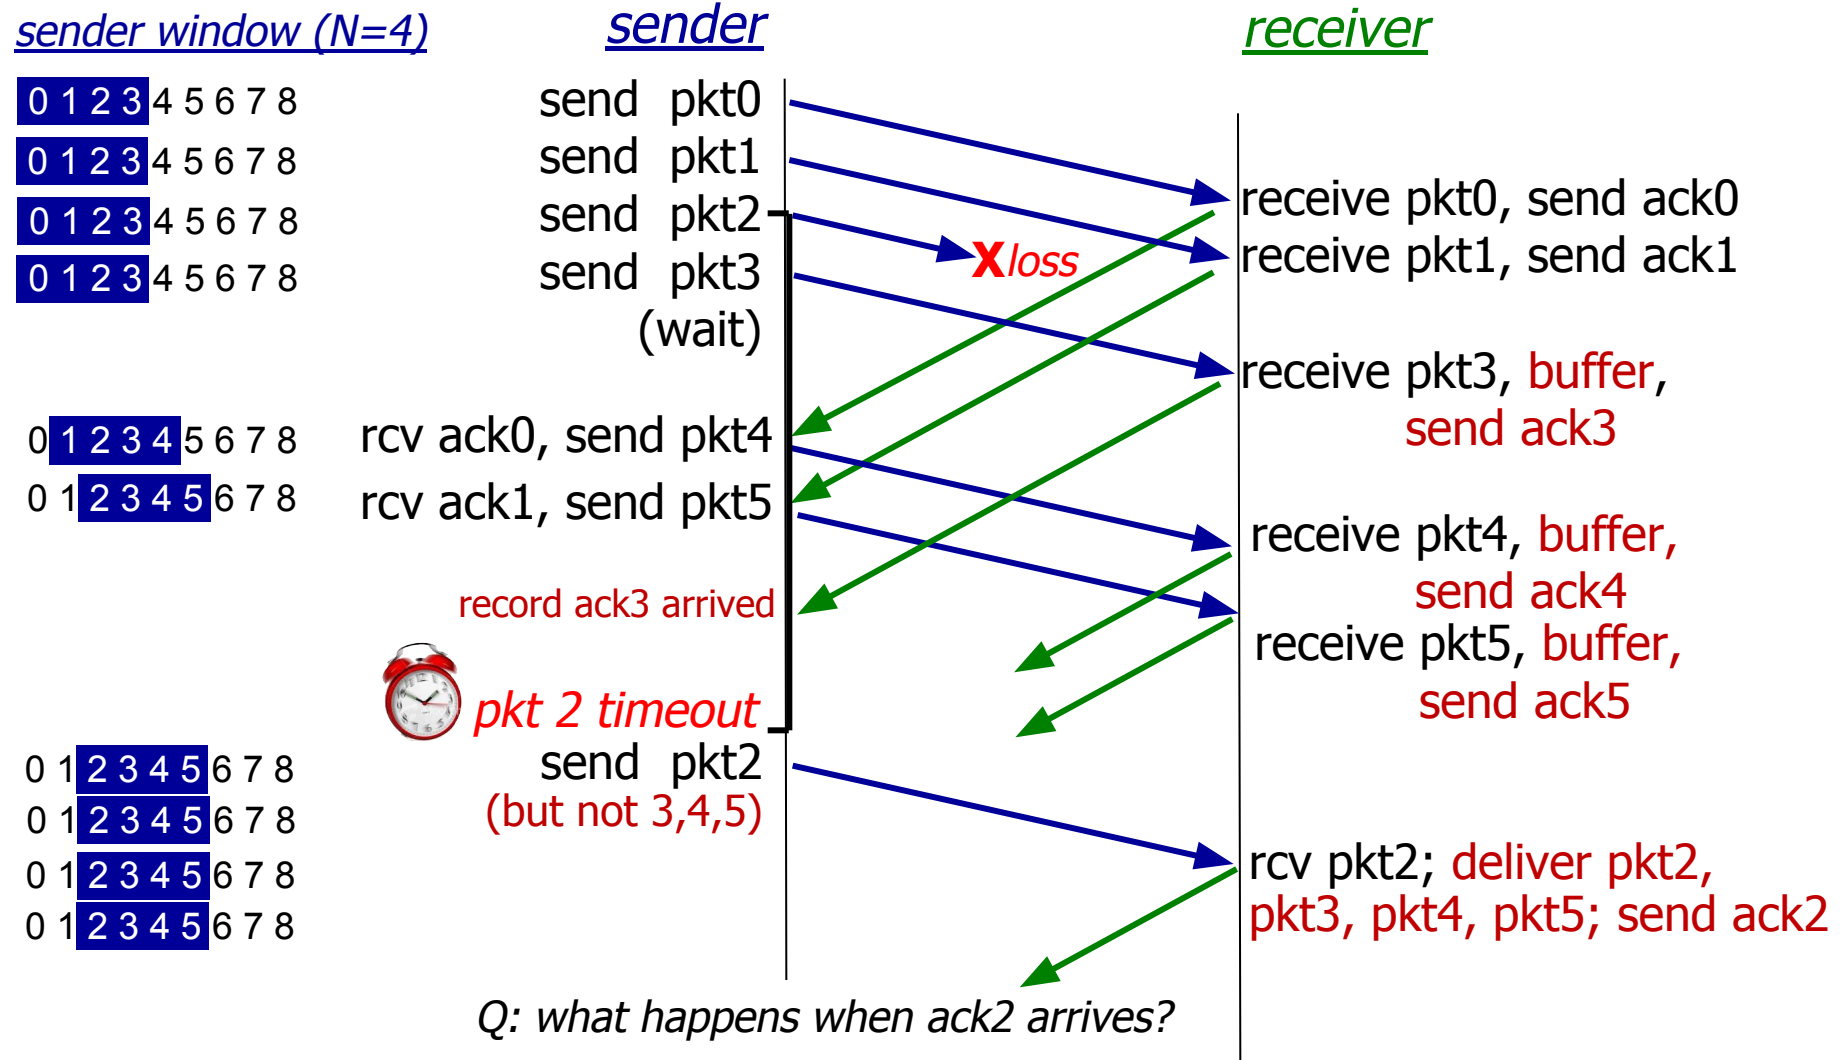 sender window (N=4)
sender
receiver
0 1 2 3 4 5 6 7 8
send pkt0
0 1 2 3 4 5 6 7 8
send pkt1
0 1 2 3 4 5 6 7 8
send pkt2
0 1 2 3 4 5 6 7 8
send pkt3
(wait)
X loss
receive pkt0, send ack0
receive pkt1, send ack1
receive pkt3, buffer,
send ack3
0 1 2 3 4 5 6 7 8
rcv ack0, send pkt4
0 1 2 3 4 5 6 7 8
rcv ack1, send pkt5
receive pkt4, buffer,
send ack4
receive pkt5, buffer,
send ack5
record ack3 arrived
pkt 2 timeout
0 1 2 3 4 5 6 7 8
send pkt2
0 1 2 3 4 5 6 7 8
(but not 3,4,5)
0 1 2 3 4 5 6 7 8
0 1 2 3 4 5 6 7 8
rcv pkt2; deliver pkt2,
pkt3, pkt4, pkt5; send ack2
Q: what happens when ack2 arrives?